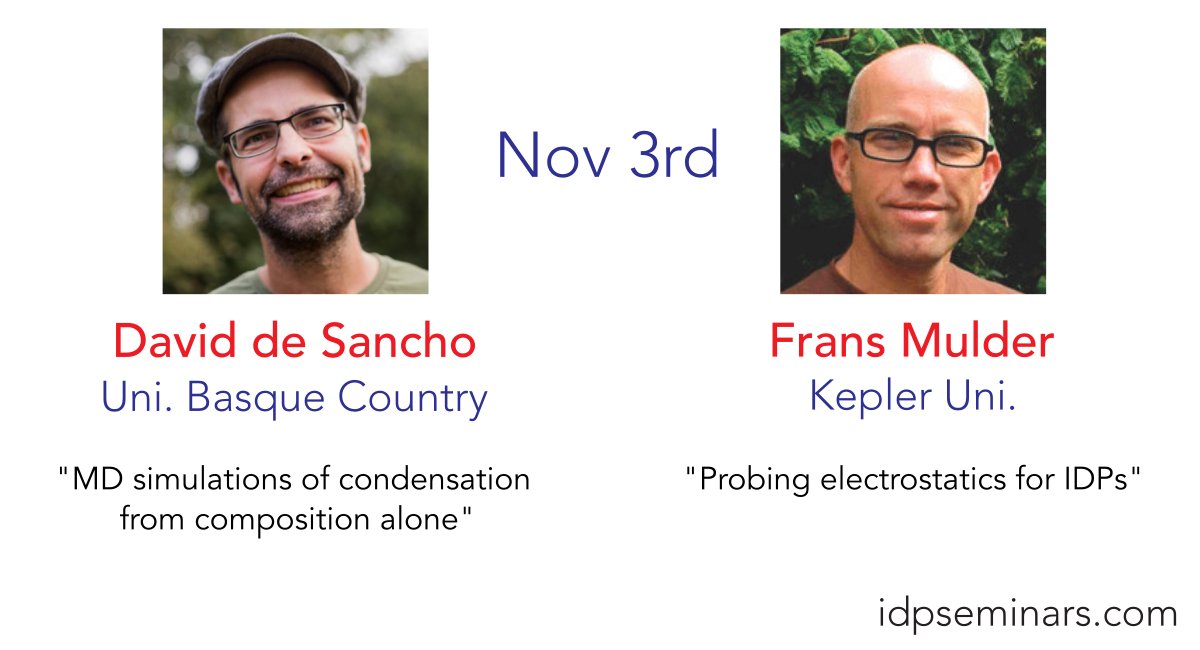 Nov 3rd
David de Sancho
Uni. Basque Country
"MD simulations of condensation
from composition alone"
Frans Mulder
Kepler Uni.
"Probing electrostatics for IDPs"
idpseminars.com